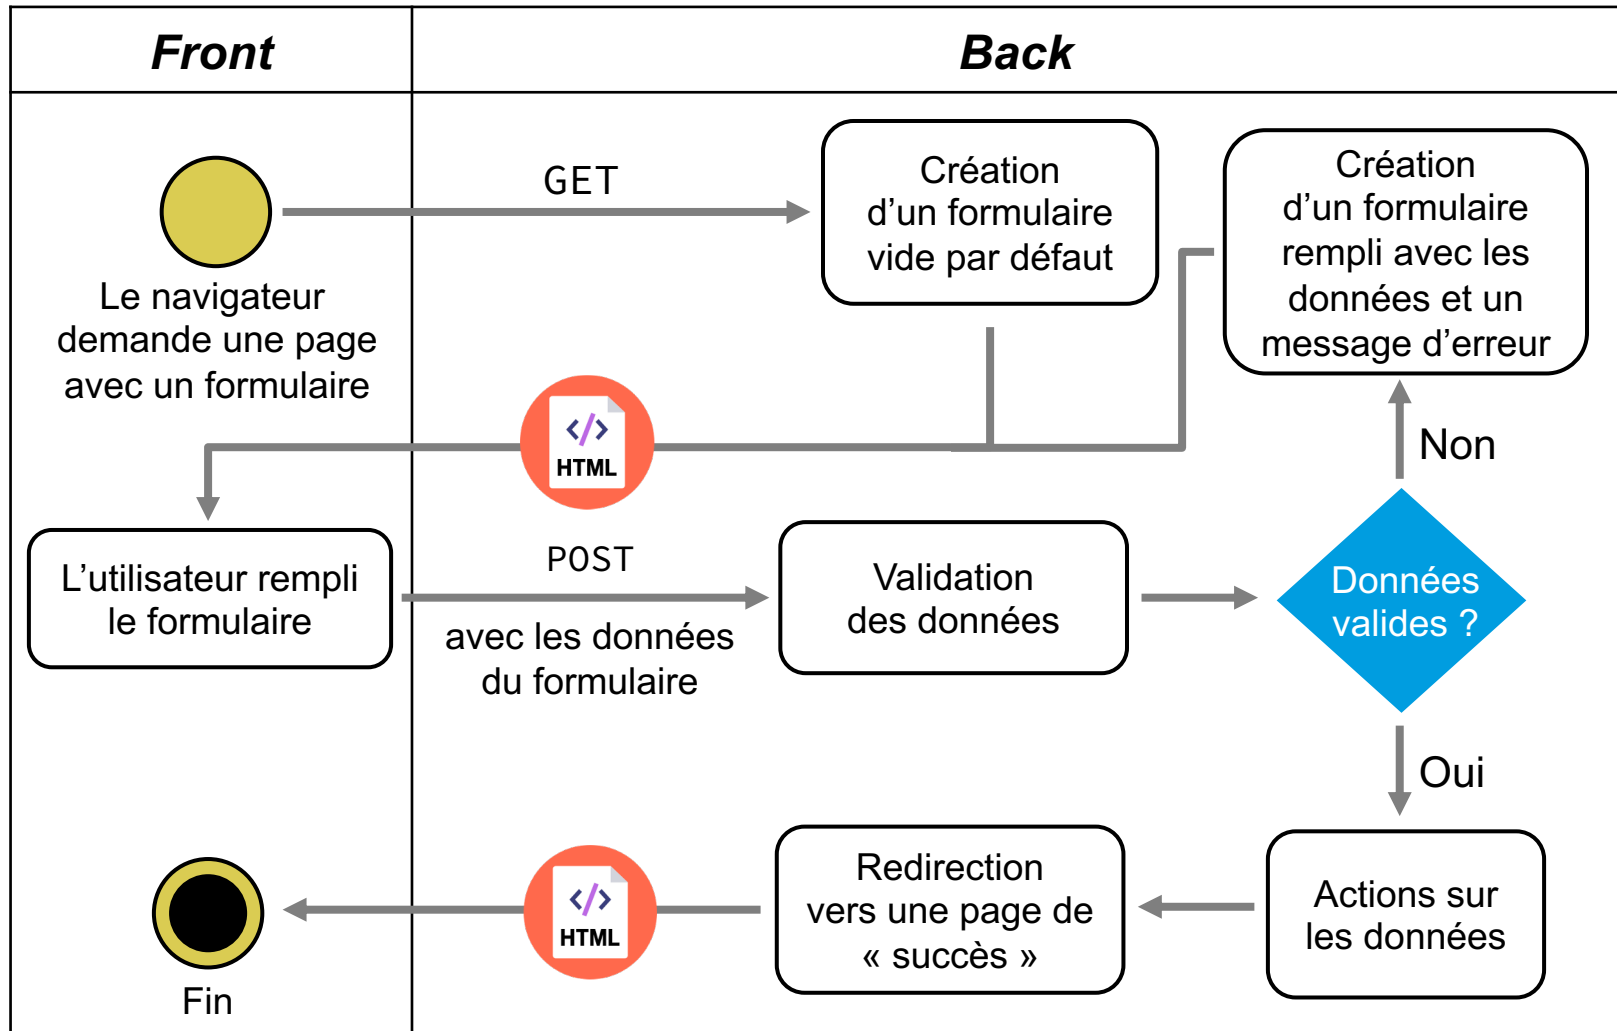 Front
Back
GET
Création
d’un formulaire
vide par défaut
Création
d’un formulaire
rempli avec les
données et un
message d’erreur
Le navigateur
demande une page
avec un formulaire
</>
HTML
Non
L’utilisateur rempli
le formulaire
POST
avec les données
du formulaire
Validation
des données
Données
valides ?
Oui
Actions sur
les données
Redirection
vers une page de
« succès »
</>
HTML
Fin